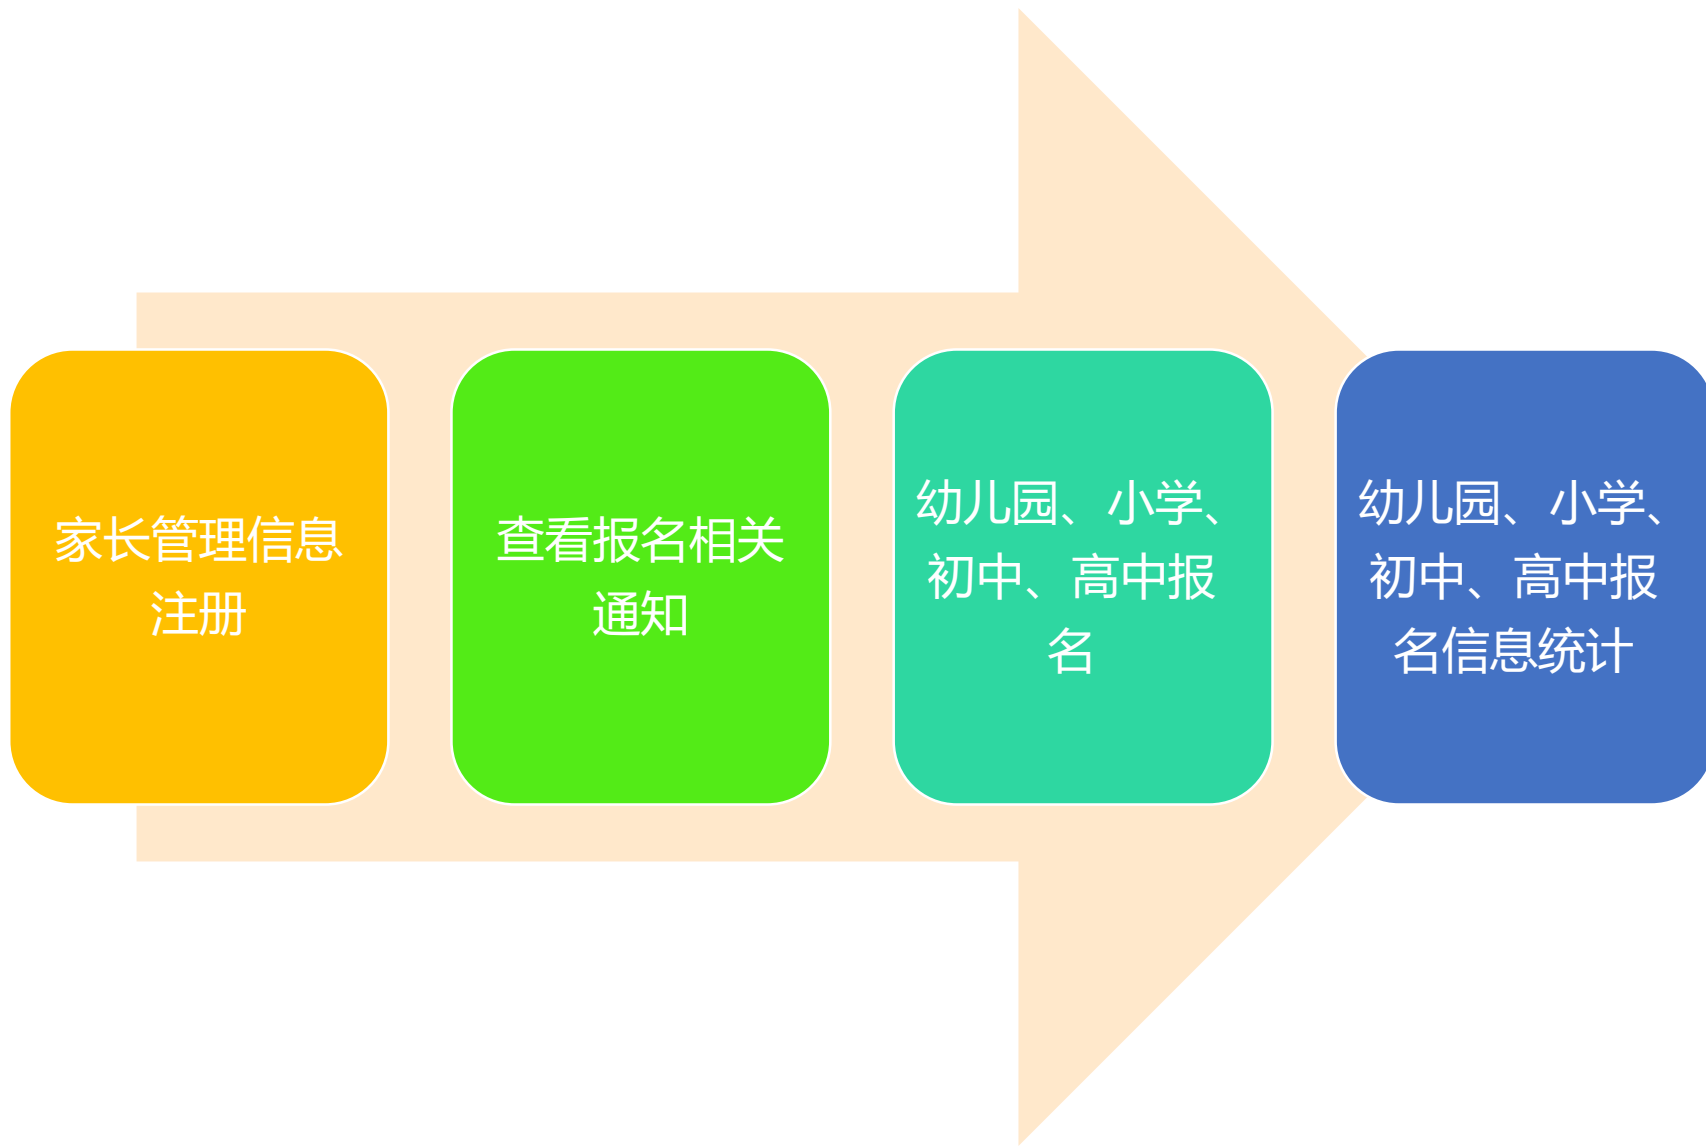 家长管理信息
注册
查看报名相关
通知
幼儿园、小学、
初中、高中报
名
幼儿园、小学、
初中、高中报
名信息统计